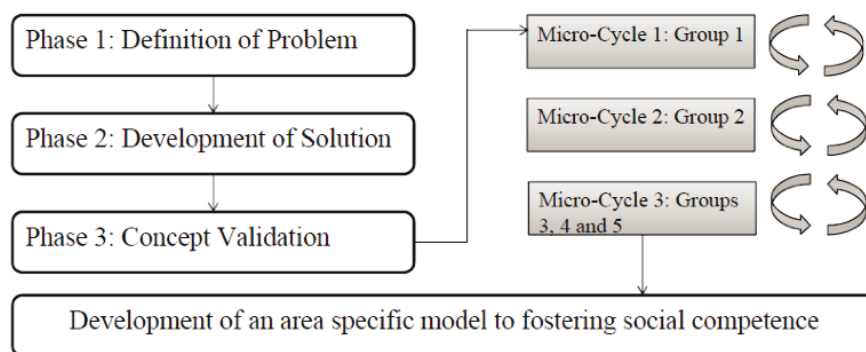 Phase 1: Definition of Problem
Phase 2: Development of Solution
Phase 3: Concept Validation
Micro-Cycle 1: Group 1
Micro-Cycle 2: Group 2
Micro-Cycle 3: Groups
3, 4 and 5
Development of an area specific model to fostering social competence